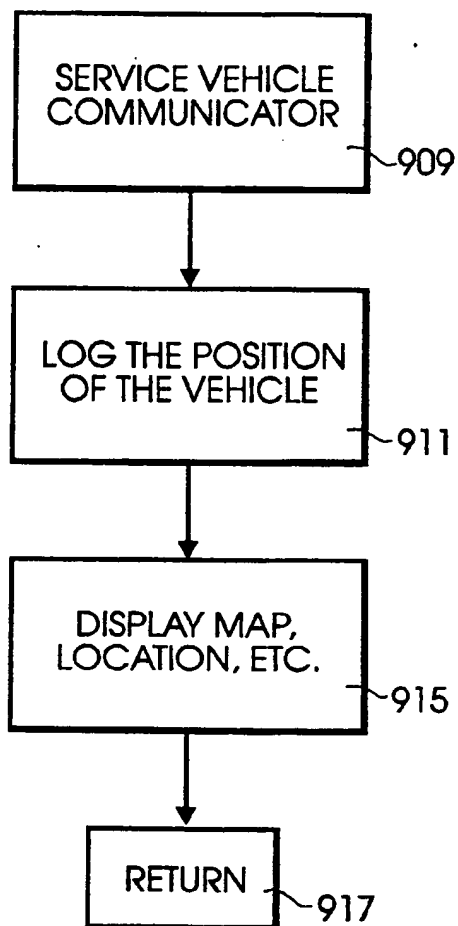 SERVICE VEHICLE
COMMUNICATOR
909
LOG THE POSITION
OF THE VEHICLE
911
DISPLAY MAP,
LOCATION, ETC.
915
RETURN
917